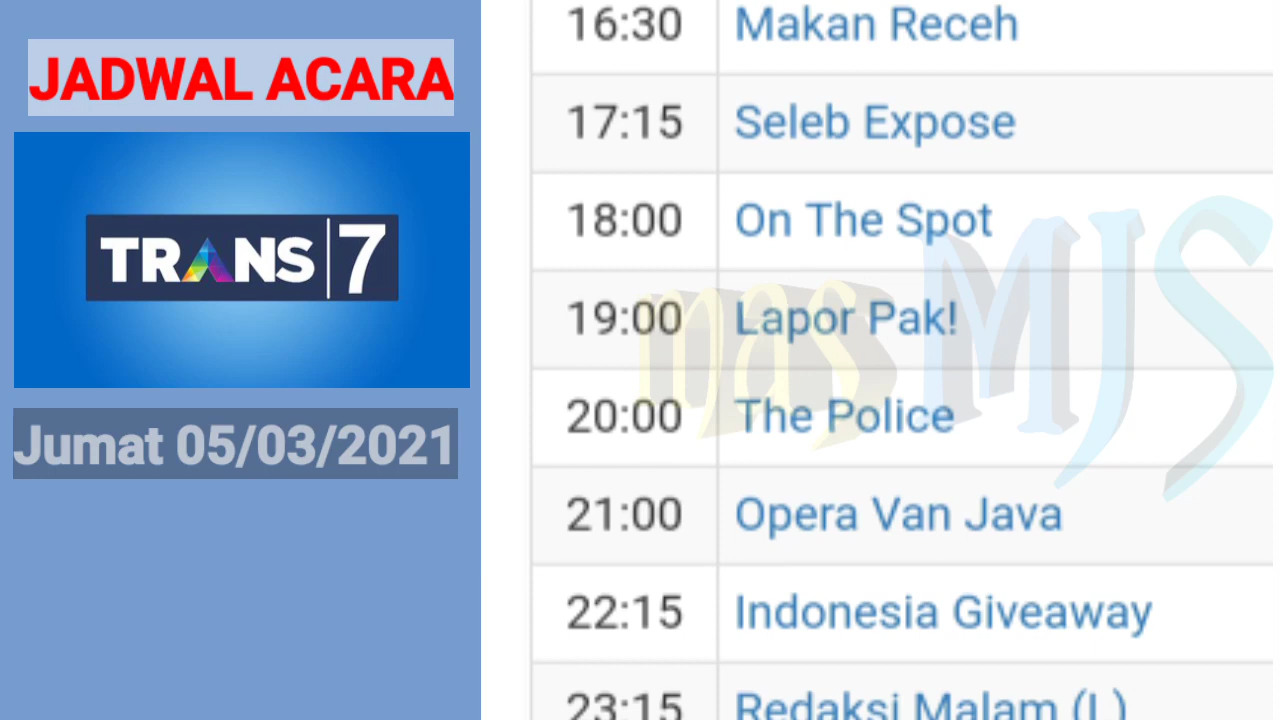 JADWAL ACARA
TRANS|7
Jumat 05/03/2021
16:30 Makan Receh
17:15 Seleb Expose
18:00 On The Spot
19:00 Lapor Pak!
20:00 The Police
21:00 Opera Van Java
22:15 Indonesia Giveaway
23:15 Redaksi Malam (L)
mas MJS